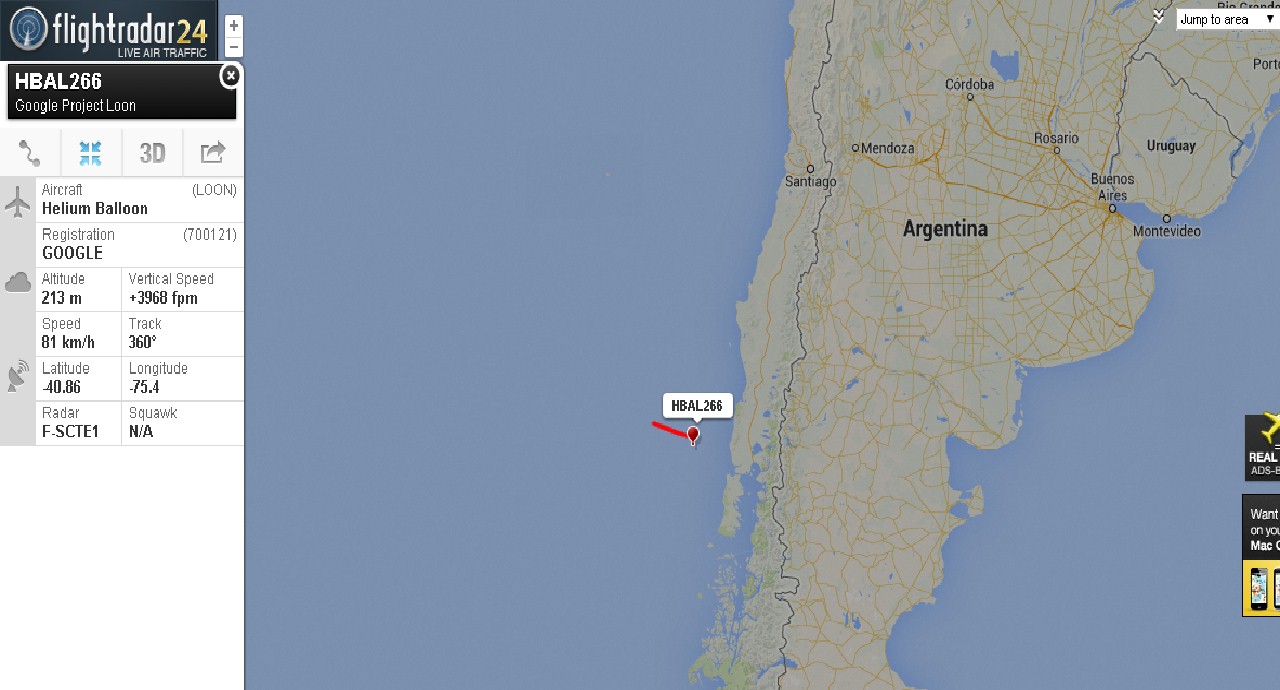 flightradar24
LIVE AIR TRAFFIC
+
−
HBAL266
Google Project Loon
3D
Aircraft (LOON)
Helium Balloon
Registration (700121)
GOOGLE
Altitude Vertical Speed
213 m +3968 fpm
Speed Track
81 km/h 360°
Latitude Longitude
-40.86 -75.4
Radar Squawk
F-SCTE1 N/A
Jump to area
Rio Grande
Porto
Córdoba
Rosario
Mendoza
Uruguay
Santiago
Buenos
Aires
Argentina
Montevideo
HBAL266
REAL
ADS-B
Want
on you
Mac